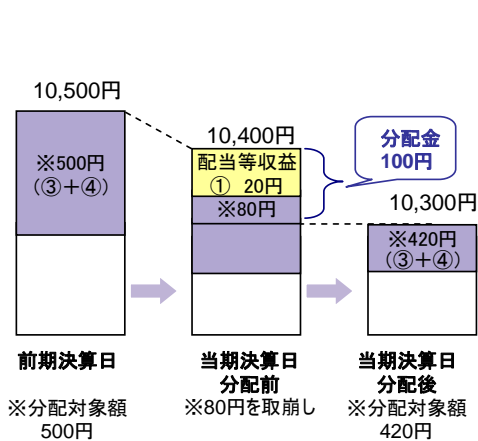 10,500円
※500円
(③+④)
10,400円
配当等収益
① 20円
※80円
分配金
100円
10,300円
※420円
(③+④)
前期決算日
※分配対象額
500円
当期決算日
分配前
※80円を取崩し
当期決算日
分配後
※分配対象額
420円